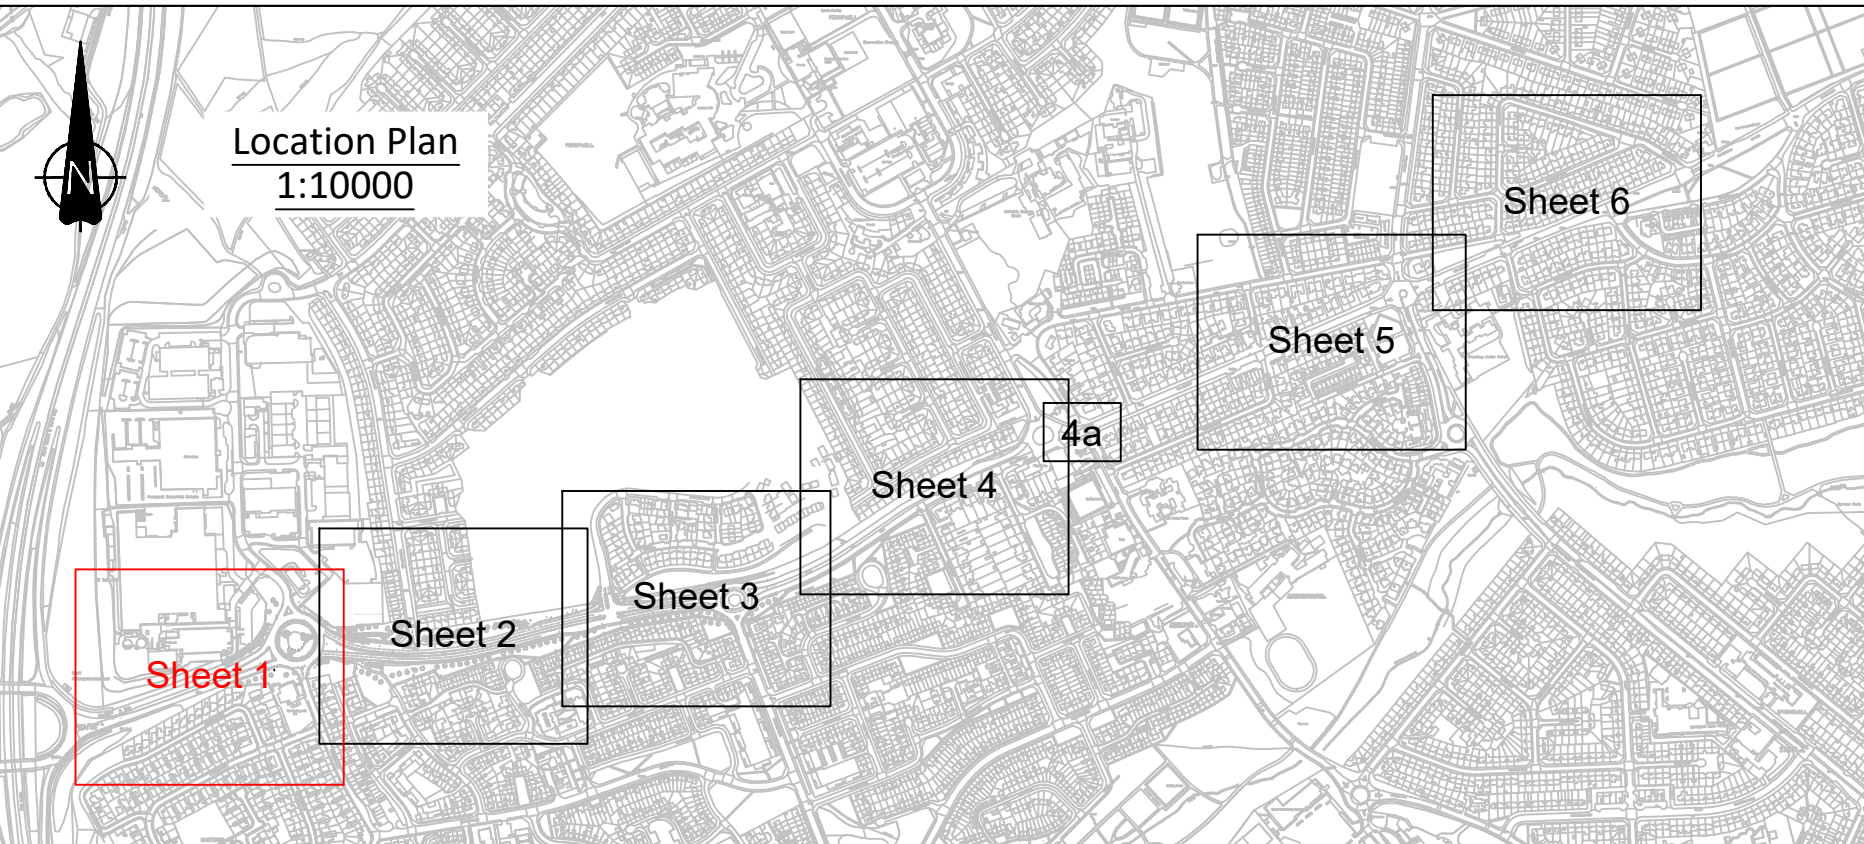 Location Plan
1:10000
N
Sheet 6
Sheet 5
4a
Sheet 4
Sheet 3
Sheet 2
Sheet 1